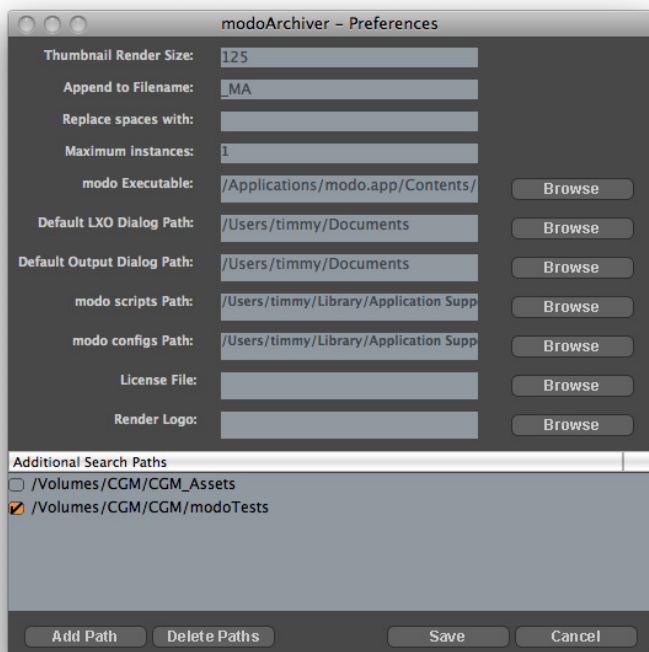 modoArchiver – Preferences
Thumbnail Render Size: 125
Append to Filename: _MA
Replace spaces with:
Maximum instances: 1
modo Executable: /Applications/modo.app/Contents/ Browse
Default LXO Dialog Path: /Users/timmy/Documents Browse
Default Output Dialog Path: /Users/timmy/Documents Browse
modo scripts Path: /Users/timmy/Library/Application Supp Browse
modo configs Path: /Users/timmy/Library/Application Supp Browse
License File: Browse
Render Logo: Browse
Additional Search Paths
/Volumes/CGM/CGM_Assets
/Volumes/CGM/CGM/modoTests
Add Path Delete Paths Save Cancel